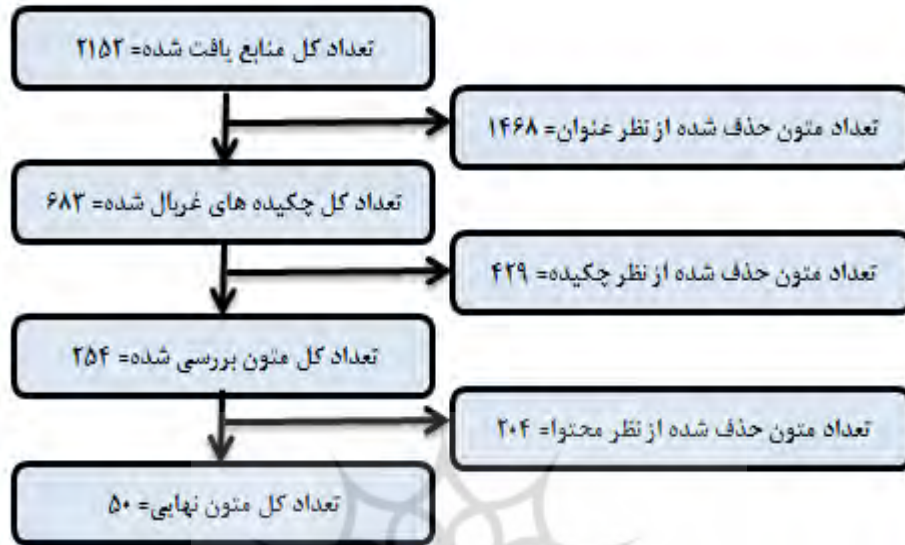 تعداد کل منابع یافت شده= ۲۱۵۲
تعداد متون حذف شده از نظر عنوان= ۱۴۶۸
تعداد کل چکیده های غربال شده= ۶۸۳
تعداد متون حذف شده از نظر چکیده= ۴۲۹
تعداد کل متون بررسی شده= ۲۵۴
تعداد متون حذف شده از نظر محتوا= ۲۰۴
تعداد کل متون نهایی= ۵۰